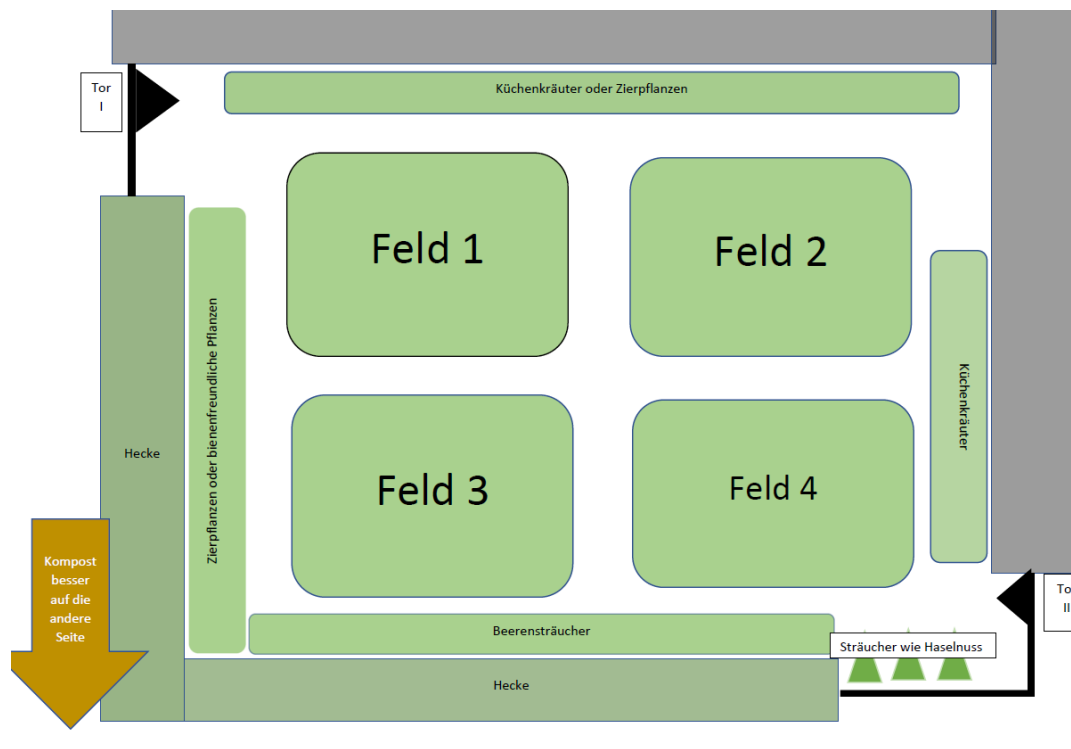 Tor
I
Küchenkräuter oder Zierpflanzen
Feld 1
Feld 2
Zierpflanzen oder bienenfreundliche Pflanzen
Küchenkräuter
Hecke
Feld 3
Feld 4
Kompost
besser
auf die
andere
Seite
To
II
Beerensträucher
Sträucher wie Haselnuss
Hecke